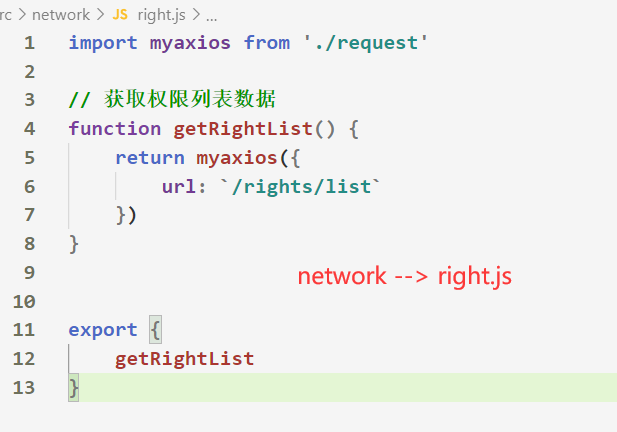 rc > network > JS right.js > ...
1 import myaxios from './request'
2
3 // 获取权限列表数据
4 function getRightList() {
5 return myaxios({
6 url: `/rights/list`
7 })
8 }
9
network --> right.js
10
11 export {
12 getRightList
13 }